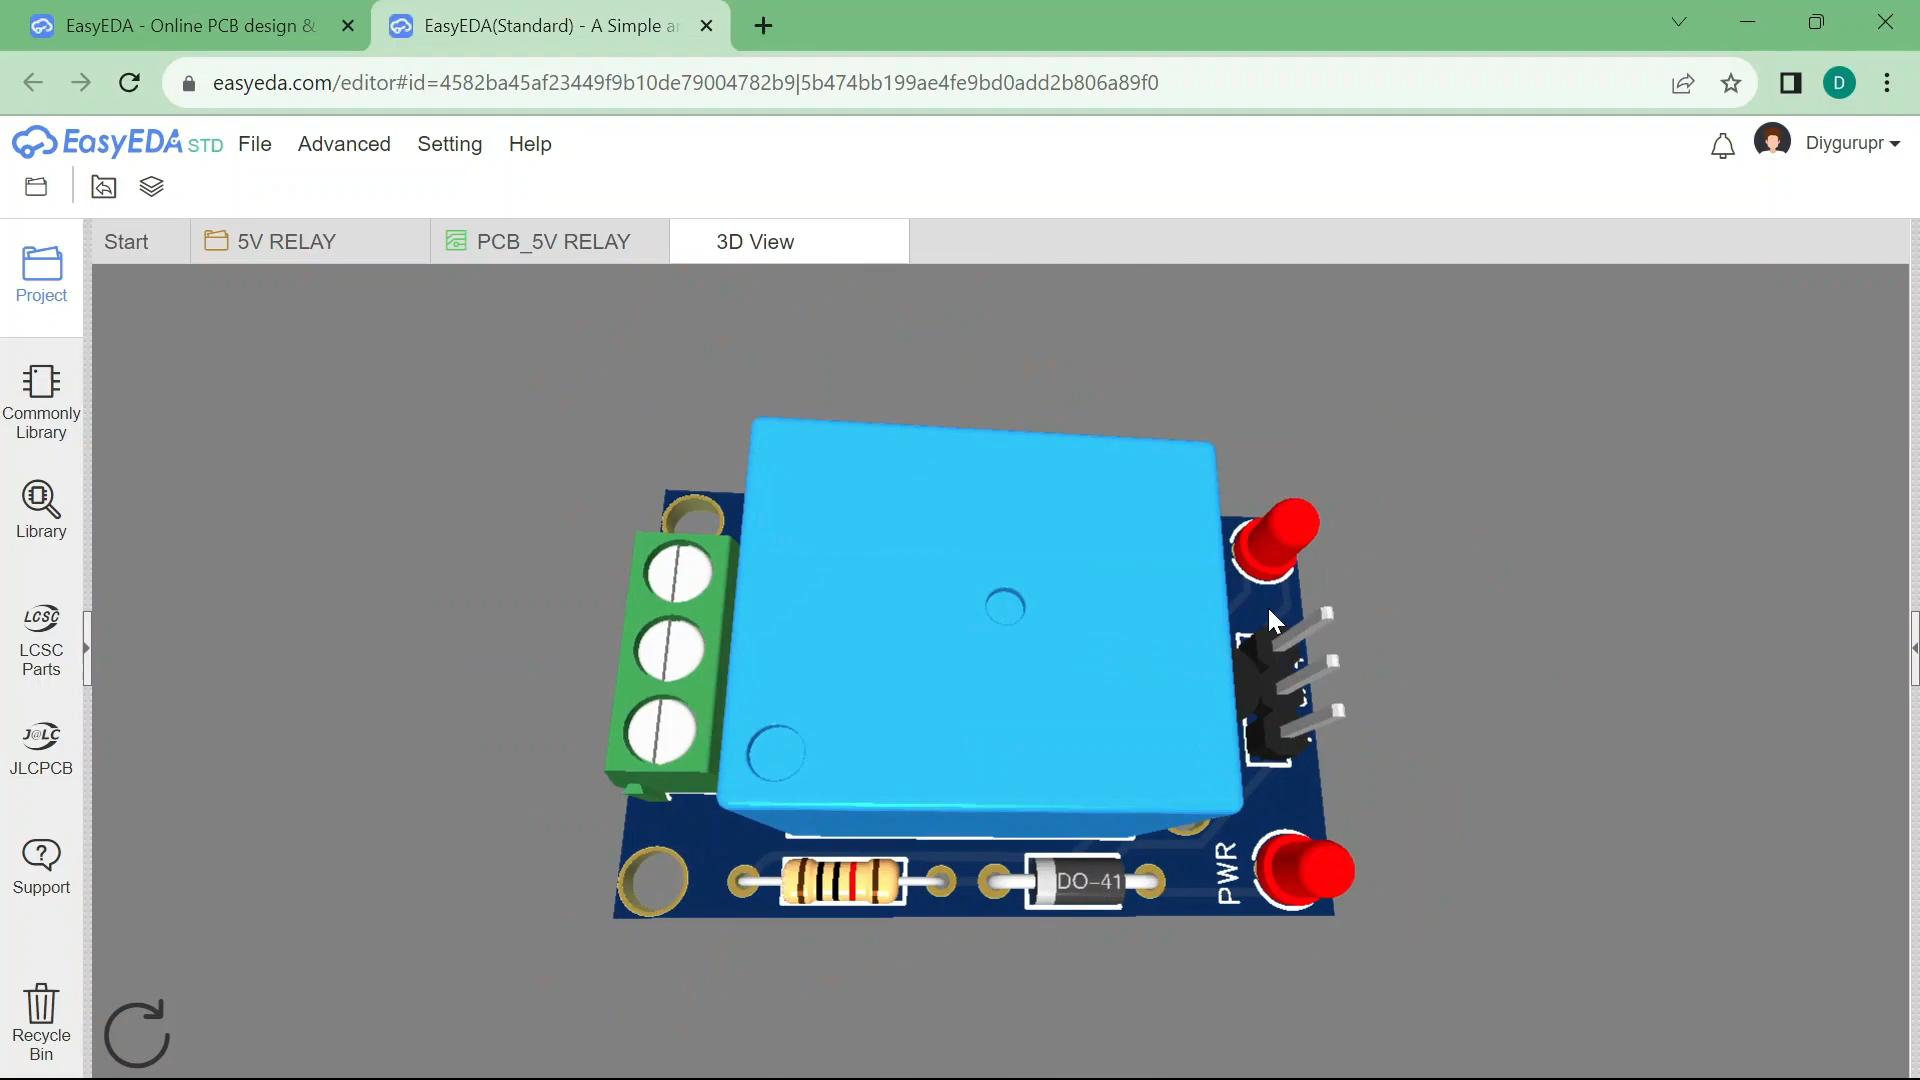 EasyEDA - Online PCB design &
EasyEDA(Standard) - A Simple an
easyeda.com/editor#id=4582ba45af23449f9b10de79004782b9|5b474bb199ae4fe9bd0add2b806a89f0
D
EasyEDA STD
File
Advanced
Setting
Help
Diygurupr
Start
5V RELAY
PCB_5V RELAY
3D View
Project
Commonly
Library
Library
LCSC
LCSC
Parts
J@LC
JLCPCB
Support
Recycle
Bin
DO-41
PWR